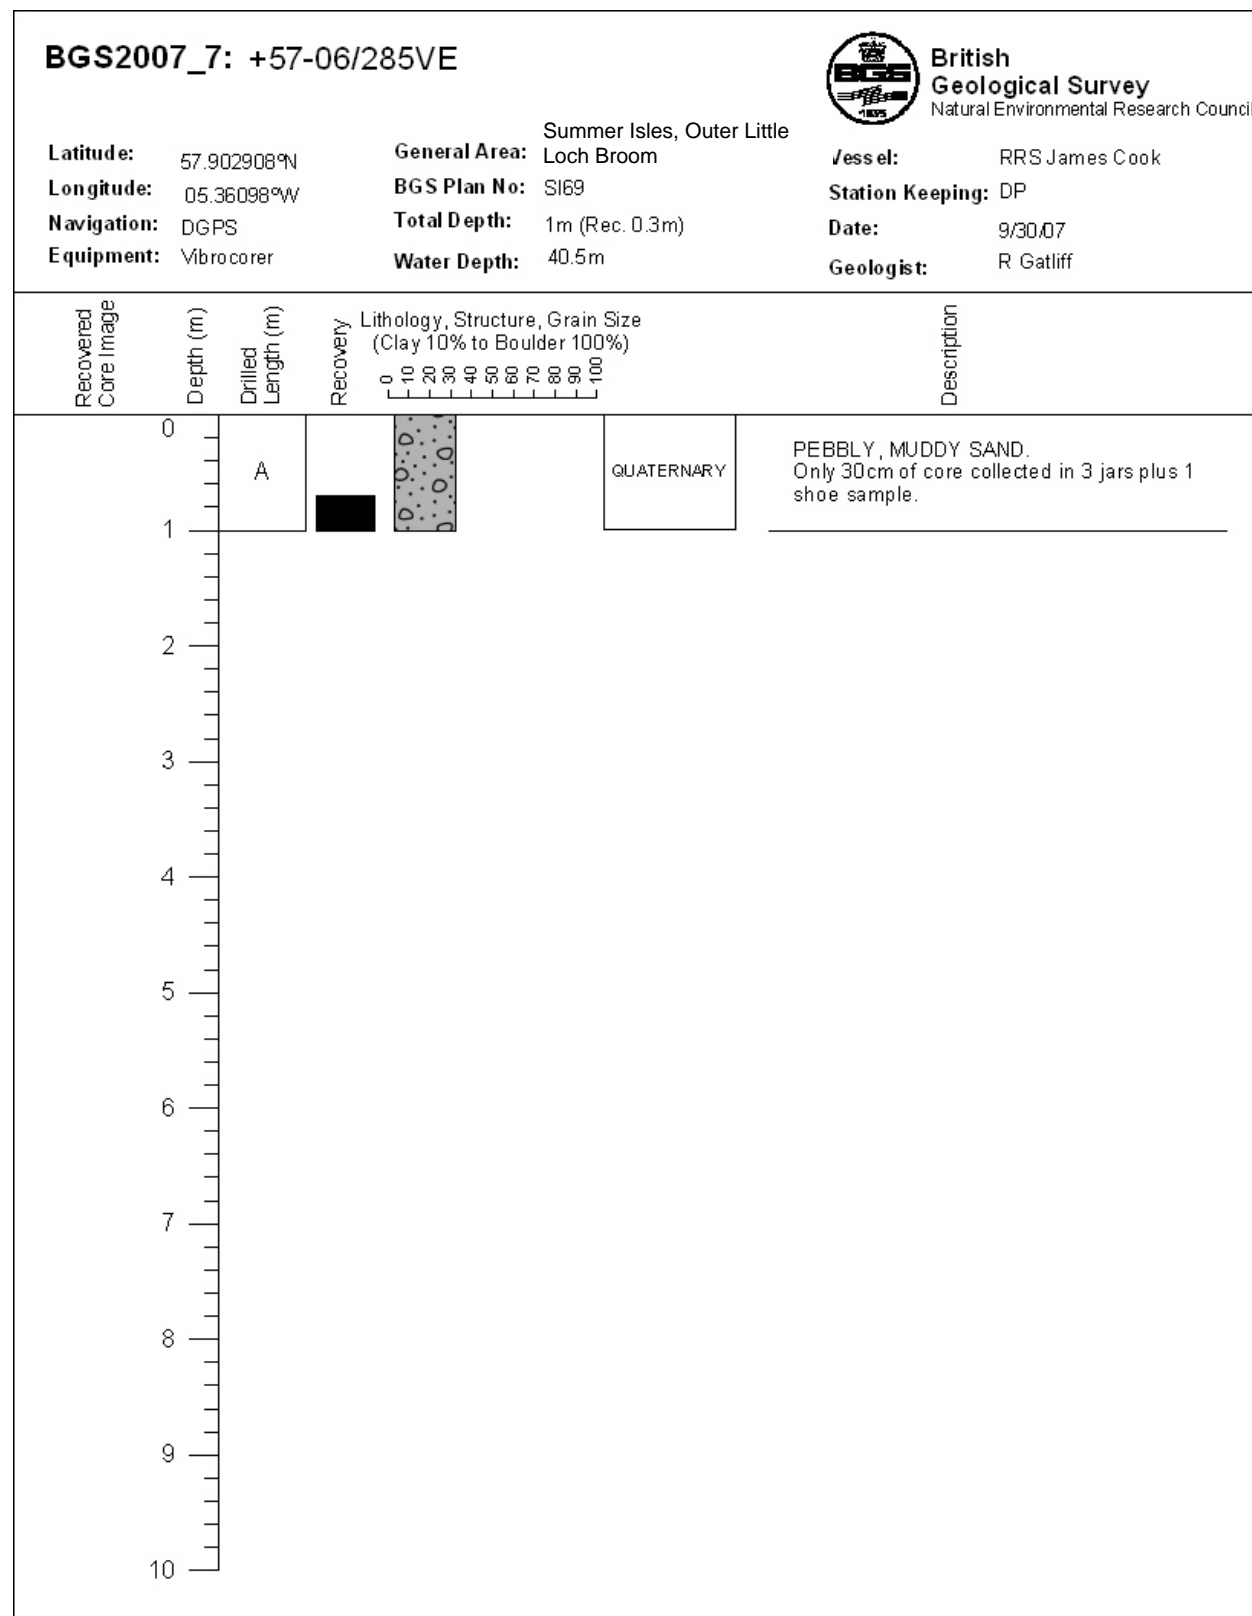 BGS2007_7: +57-06/285VE
British
Geological Survey
Natural Environmental Research Council
Latitude: 57.902908°N
Longitude: 05.36098°W
Navigation: DGPS
Equipment: Vibrocorer
General Area: Summer Isles, Outer Little
Loch Broom
BGS Plan No: SI69
Total Depth: 1m (Rec. 0.3m)
Water Depth: 40.5m
Vessel: RRS James Cook
Station Keeping: DP
Date: 9/30/07
Geologist: R Gatliff
Recovered
Core Image
Depth (m)
Drilled
Length (m)
Recovery
Lithology, Structure, Grain Size
(Clay 10% to Boulder 100%)
0 10 20 30 40 50 60 70 80 90 100
Description
0
A
QUATERNARY
PEBBLY, MUDDY SAND.
Only 30cm of core collected in 3 jars plus 1
shoe sample.
1
2
3
4
5
6
7
8
9
10